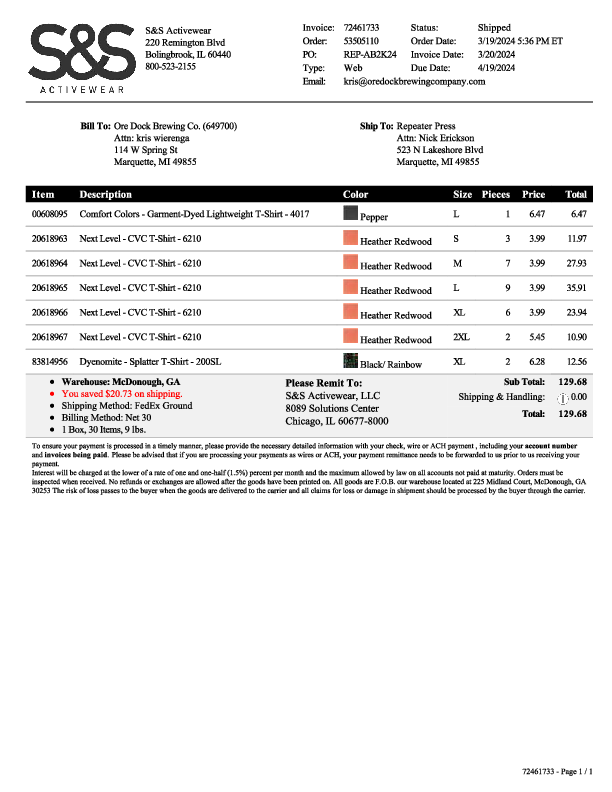 S&S
ACTIVEWEAR
S&S Activewear
220 Remington Blvd
Bolingbrook, IL 60440
800-523-2155
Invoice: 72461733 Status: Shipped
Order: 53505110 Order Date: 3/19/2024 5:36 PM ET
PO: REP-AB2K24 Invoice Date: 3/20/2024
Type: Web Due Date: 4/19/2024
Email: kris@oredockbrewingcompany.com
Bill To: Ore Dock Brewing Co. (649700)
Attn: kris wierenga
114 W Spring St
Marquette, MI 49855
Ship To: Repeater Press
Attn: Nick Erickson
523 N Lakeshore Blvd
Marquette, MI 49855
Item Description Color Size Pieces Price Total
00608095 Comfort Colors - Garment-Dyed Lightweight T-Shirt - 4017 Pepper L 1 6.47 6.47
20618963 Next Level - CVC T-Shirt - 6210 Heather Redwood S 3 3.99 11.97
20618964 Next Level - CVC T-Shirt - 6210 Heather Redwood M 7 3.99 27.93
20618965 Next Level - CVC T-Shirt - 6210 Heather Redwood L 9 3.99 35.91
20618966 Next Level - CVC T-Shirt - 6210 Heather Redwood XL 6 3.99 23.94
20618967 Next Level - CVC T-Shirt - 6210 Heather Redwood 2XL 2 5.45 10.90
83814956 Dyenomite - Splatter T-Shirt - 200SL Black/ Rainbow XL 2 6.28 12.56
• Warehouse: McDonough, GA
• You saved $20.73 on shipping.
• Shipping Method: FedEx Ground
• Billing Method: Net 30
• 1 Box, 30 Items, 9 lbs.
Please Remit To:
S&S Activewear, LLC
8089 Solutions Center
Chicago, IL 60677-8000
Sub Total: 129.68
Shipping & Handling: i 0.00
Total: 129.68
To ensure your payment is processed in a timely manner, please provide the necessary detailed information with your check, wire or ACH payment , including your account number
and invoices being paid. Please be advised that if you are processing your payments as wires or ACH, your payment remittance needs to be forwarded to us prior to us receiving your
payment.
Interest will be charged at the lower of a rate of one and one-half (1.5%) percent per month and the maximum allowed by law on all accounts not paid at maturity. Orders must be
inspected when received. No refunds or exchanges are allowed after the goods have been printed on. All goods are F.O.B. our warehouse located at 225 Midland Court, McDonough, GA
30253 The risk of loss passes to the buyer when the goods are delivered to the carrier and all claims for loss or damage in shipment should be processed by the buyer through the carrier.
72461733 - Page 1 / 1